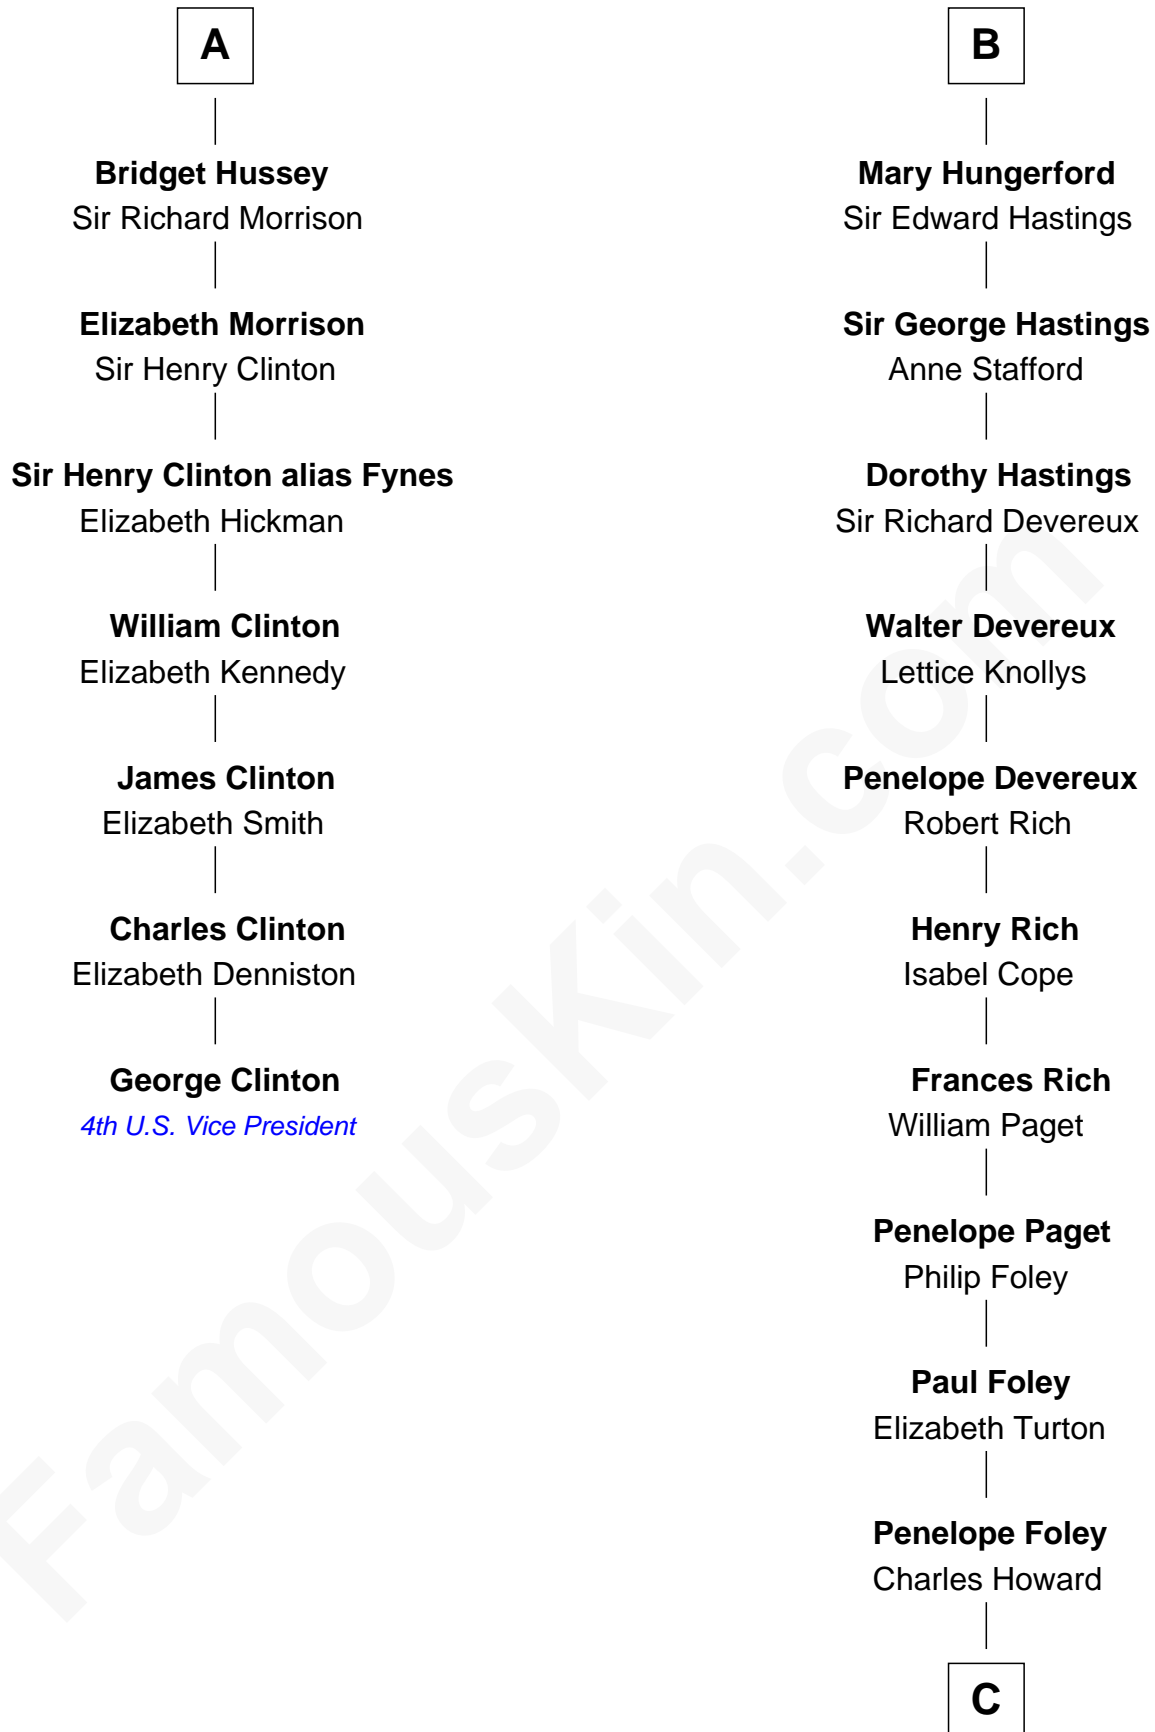 A
Bridget Hussey
Sir Richard Morrison
Elizabeth Morrison
Sir Henry Clinton
Sir Henry Clinton alias Fynes
Elizabeth Hickman
William Clinton
Elizabeth Kennedy
James Clinton
Elizabeth Smith
Charles Clinton
Elizabeth Denniston
George Clinton
4th U.S. Vice President
B
Mary Hungerford
Sir Edward Hastings
Sir George Hastings
Anne Stafford
Dorothy Hastings
Sir Richard Devereux
Walter Devereux
Lettice Knollys
Penelope Devereux
Robert Rich
Henry Rich
Isabel Cope
Frances Rich
William Paget
Penelope Paget
Philip Foley
Paul Foley
Elizabeth Turton
Penelope Foley
Charles Howard
C
FamousKin.com